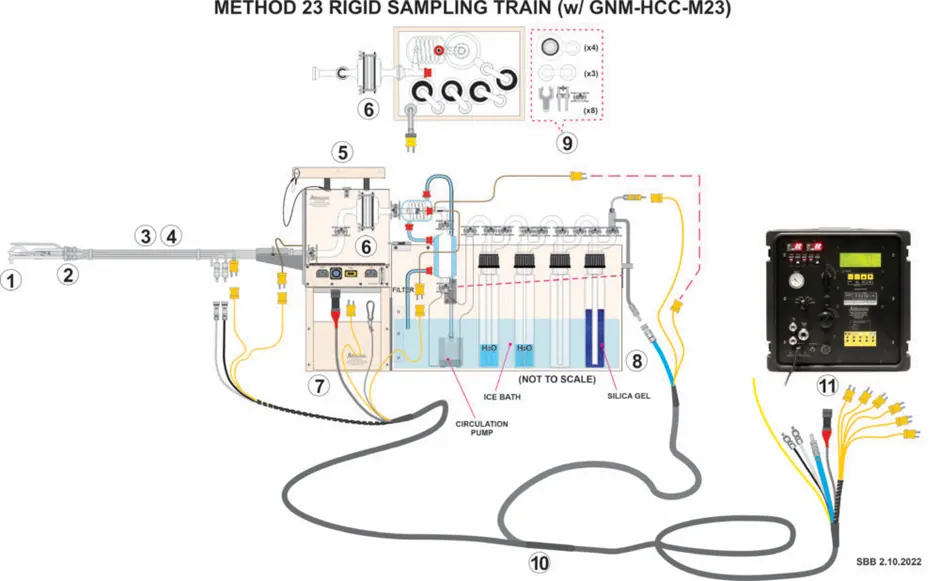 METHOD 23 RIGID SAMPLING TRAIN (w/ GNM-HCC-M23)
(x4)
(x3)
(x8)
6
9
5
3 4
6
1
2
FILTER
H₂O
H₂O
7
8
(NOT TO SCALE)
ICE BATH
SILICA GEL
CIRCULATION
PUMP
11
10
SBB 2.10.2022